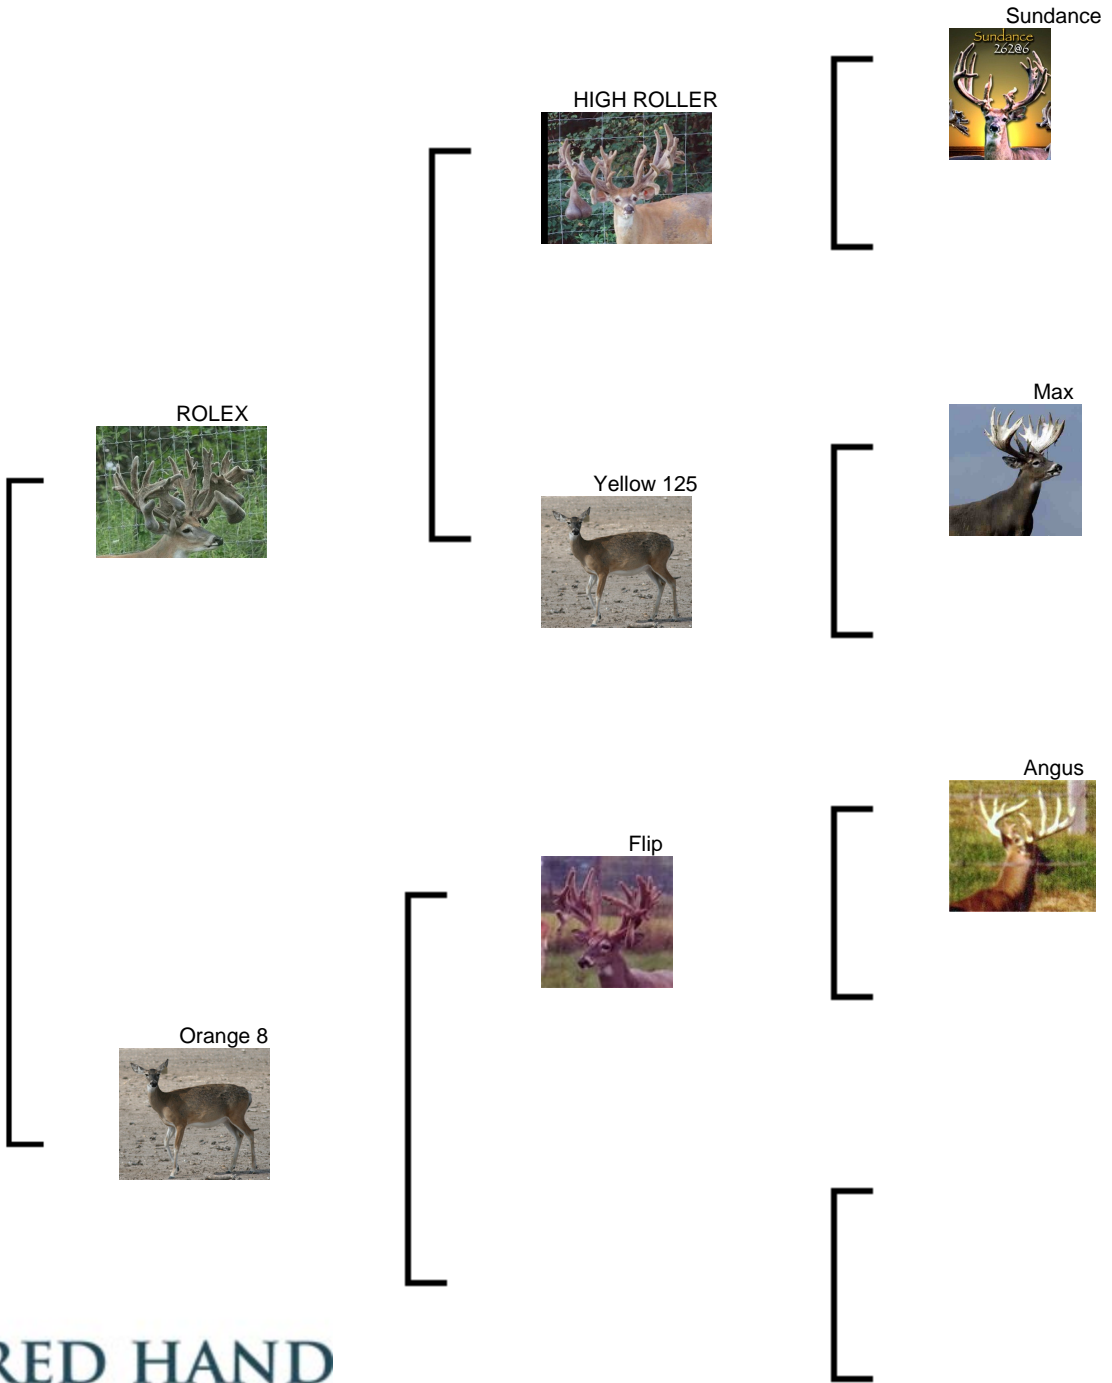 Sundance
Sundance
262@6
HIGH ROLLER
Max
ROLEX
Yellow 125
Angus
Flip
Orange 8
RED HAND